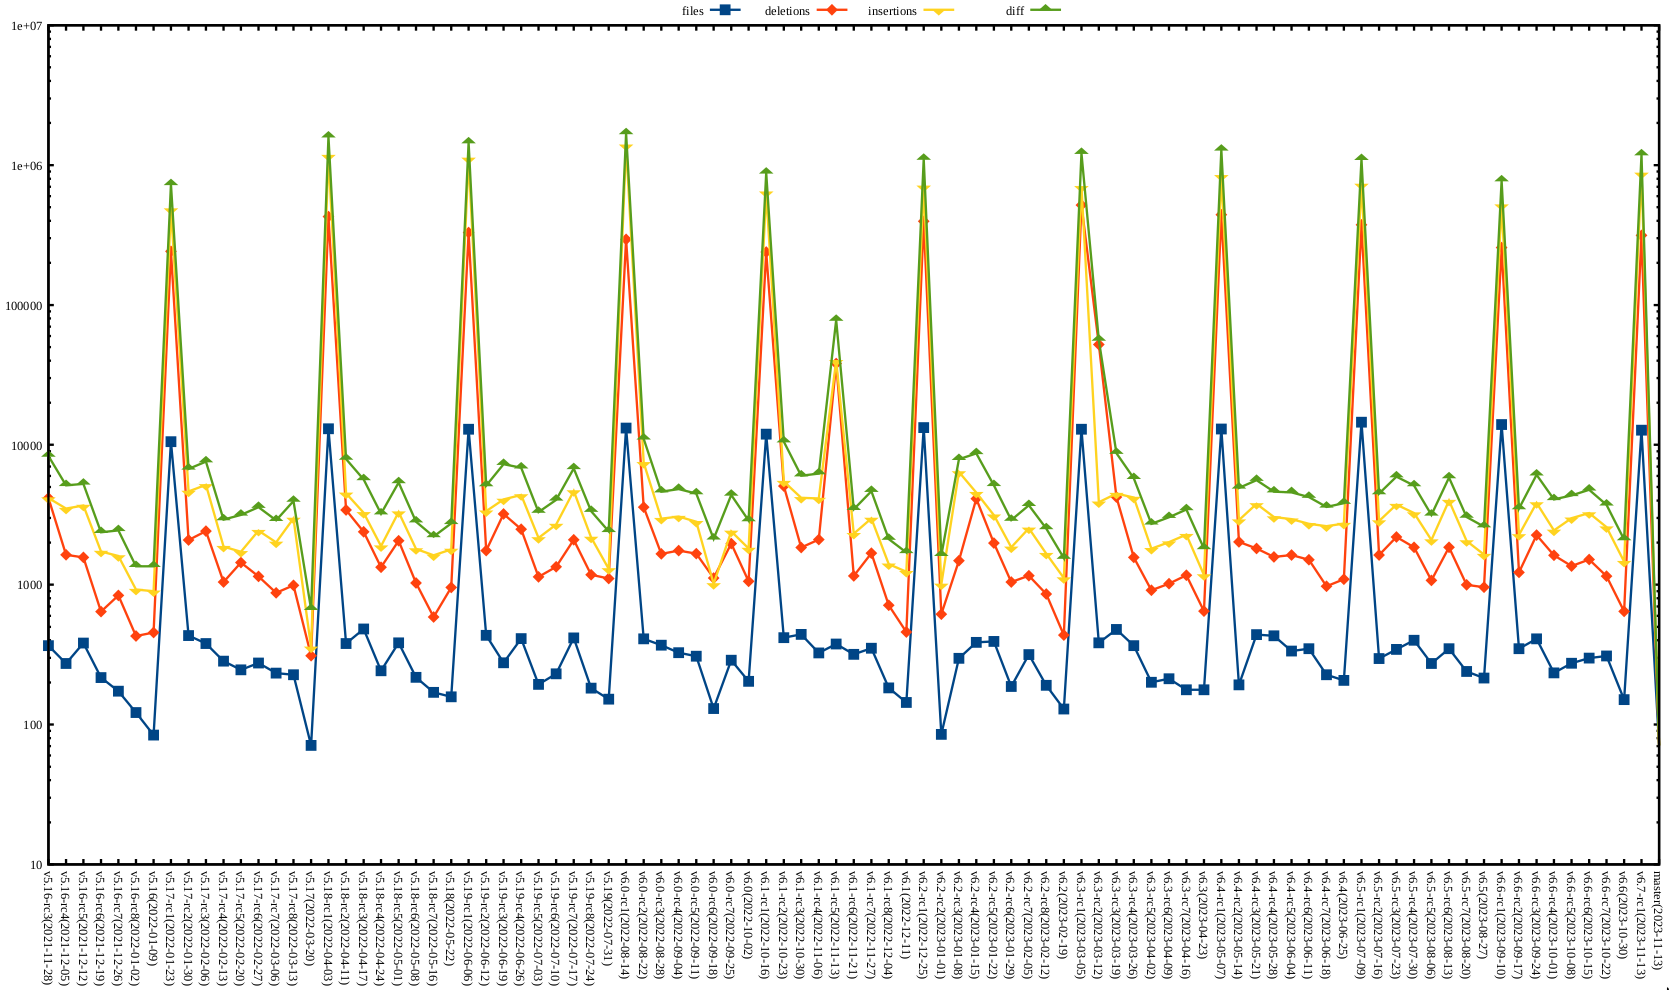 files deletions insertions diff
1e+07
1e+06
100000
10000
1000
100
10
v5.16-rc3(2021-11-28)
v5.16-rc4(2021-12-05)
v5.16-rc5(2021-12-12)
v5.16-rc6(2021-12-19)
v5.16-rc7(2021-12-26)
v5.16-rc8(2022-01-02)
v5.16(2022-01-09)
v5.17-rc1(2022-01-23)
v5.17-rc2(2022-01-30)
v5.17-rc3(2022-02-06)
v5.17-rc4(2022-02-13)
v5.17-rc5(2022-02-20)
v5.17-rc6(2022-02-27)
v5.17-rc7(2022-03-06)
v5.17-rc8(2022-03-13)
v5.17(2022-03-20)
v5.18-rc1(2022-04-03)
v5.18-rc2(2022-04-11)
v5.18-rc3(2022-04-17)
v5.18-rc4(2022-04-24)
v5.18-rc5(2022-05-01)
v5.18-rc6(2022-05-08)
v5.18-rc7(2022-05-16)
v5.18(2022-05-22)
v5.19-rc1(2022-06-06)
v5.19-rc2(2022-06-12)
v5.19-rc3(2022-06-19)
v5.19-rc4(2022-06-26)
v5.19-rc5(2022-07-03)
v5.19-rc6(2022-07-10)
v5.19-rc7(2022-07-17)
v5.19-rc8(2022-07-24)
v5.19(2022-07-31)
v6.0-rc1(2022-08-14)
v6.0-rc2(2022-08-22)
v6.0-rc3(2022-08-28)
v6.0-rc4(2022-09-04)
v6.0-rc5(2022-09-11)
v6.0-rc6(2022-09-18)
v6.0-rc7(2022-09-25)
v6.0(2022-10-02)
v6.1-rc1(2022-10-16)
v6.1-rc2(2022-10-23)
v6.1-rc3(2022-10-30)
v6.1-rc4(2022-11-06)
v6.1-rc5(2022-11-13)
v6.1-rc6(2022-11-21)
v6.1-rc7(2022-11-27)
v6.1-rc8(2022-12-04)
v6.1(2022-12-11)
v6.2-rc1(2022-12-25)
v6.2-rc2(2023-01-01)
v6.2-rc3(2023-01-08)
v6.2-rc4(2023-01-15)
v6.2-rc5(2023-01-22)
v6.2-rc6(2023-01-29)
v6.2-rc7(2023-02-05)
v6.2-rc8(2023-02-12)
v6.2(2023-02-19)
v6.3-rc1(2023-03-05)
v6.3-rc2(2023-03-12)
v6.3-rc3(2023-03-19)
v6.3-rc4(2023-03-26)
v6.3-rc5(2023-04-02)
v6.3-rc6(2023-04-09)
v6.3-rc7(2023-04-16)
v6.3(2023-04-23)
v6.4-rc1(2023-05-07)
v6.4-rc2(2023-05-14)
v6.4-rc3(2023-05-21)
v6.4-rc4(2023-05-28)
v6.4-rc5(2023-06-04)
v6.4-rc6(2023-06-11)
v6.4-rc7(2023-06-18)
v6.4(2023-06-25)
v6.5-rc1(2023-07-09)
v6.5-rc2(2023-07-16)
v6.5-rc3(2023-07-23)
v6.5-rc4(2023-07-30)
v6.5-rc5(2023-08-06)
v6.5-rc6(2023-08-13)
v6.5-rc7(2023-08-20)
v6.5(2023-08-27)
v6.6-rc1(2023-09-10)
v6.6-rc2(2023-09-17)
v6.6-rc3(2023-09-24)
v6.6-rc4(2023-10-01)
v6.6-rc5(2023-10-08)
v6.6-rc6(2023-10-15)
v6.6-rc7(2023-10-22)
v6.6(2023-10-30)
v6.7-rc1(2023-11-13)
master(2023-11-13)